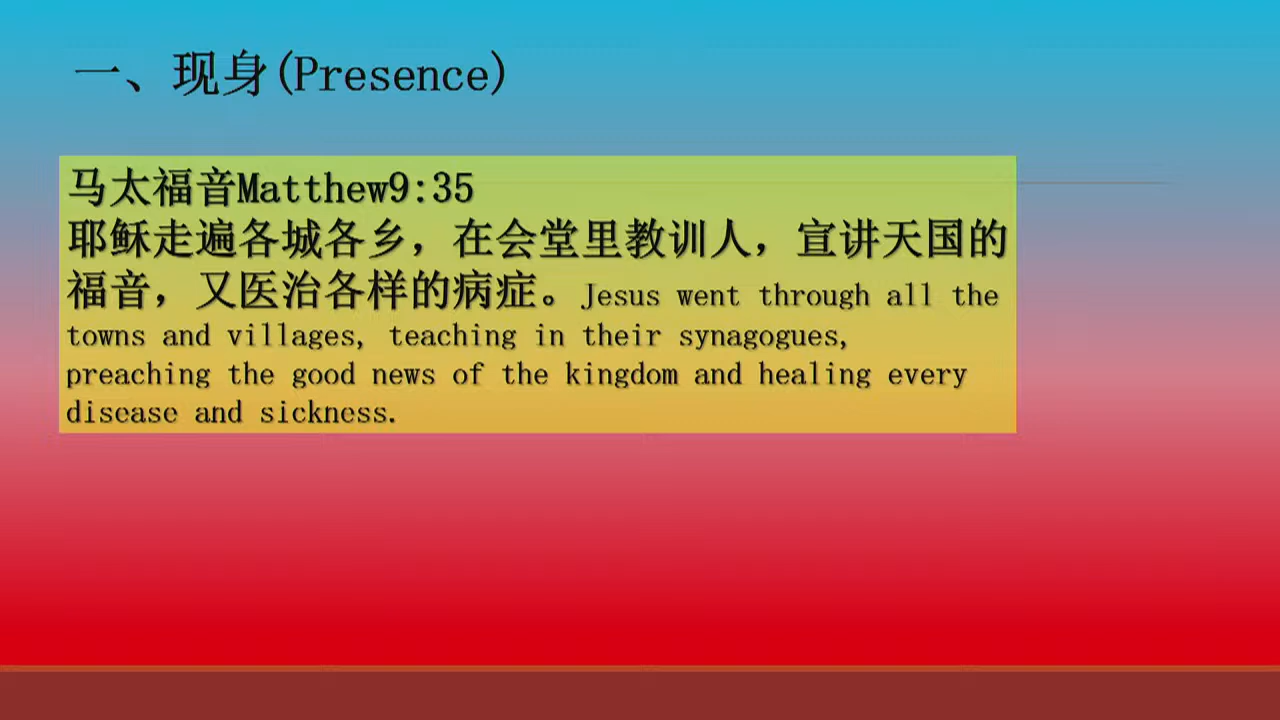 一、现身(Presence)
马太福音Matthew9:35
耶稣走遍各城各乡，在会堂里教训人，宣讲天国的
福音，又医治各样的病症。Jesus went through all the
towns and villages, teaching in their synagogues,
preaching the good news of the kingdom and healing every
disease and sickness.